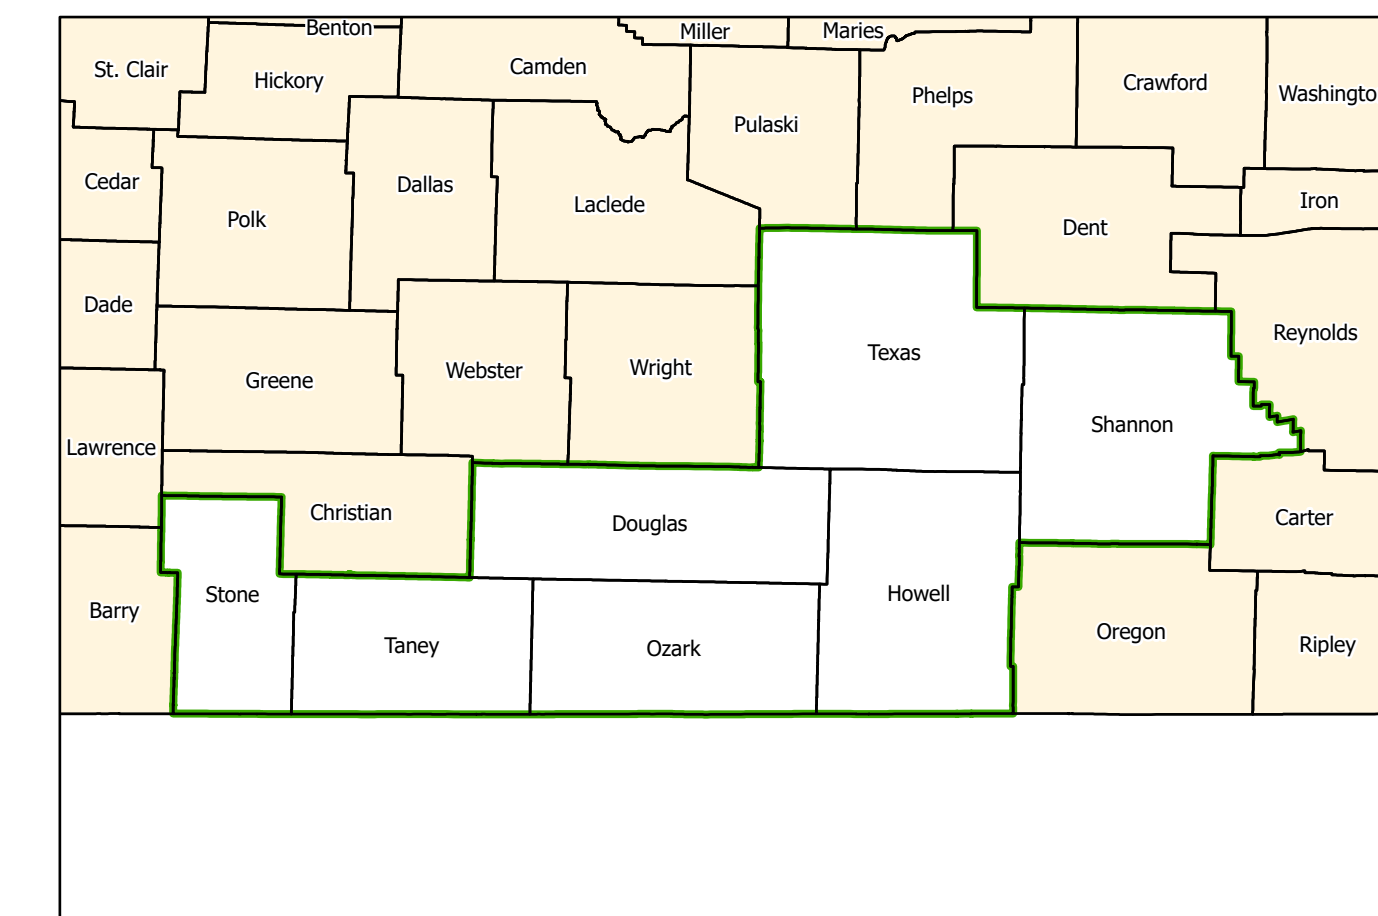 Benton
Miller
Maries
St. Clair
Hickory
Camden
Crawford
Washingto
Phelps
Pulaski
Cedar
Dallas
Iron
Laclede
Polk
Dent
Dade
Reynolds
Texas
Wright
Webster
Greene
Shannon
Lawrence
Christian
Carter
Douglas
Howell
Stone
Barry
Oregon
Ripley
Taney
Ozark